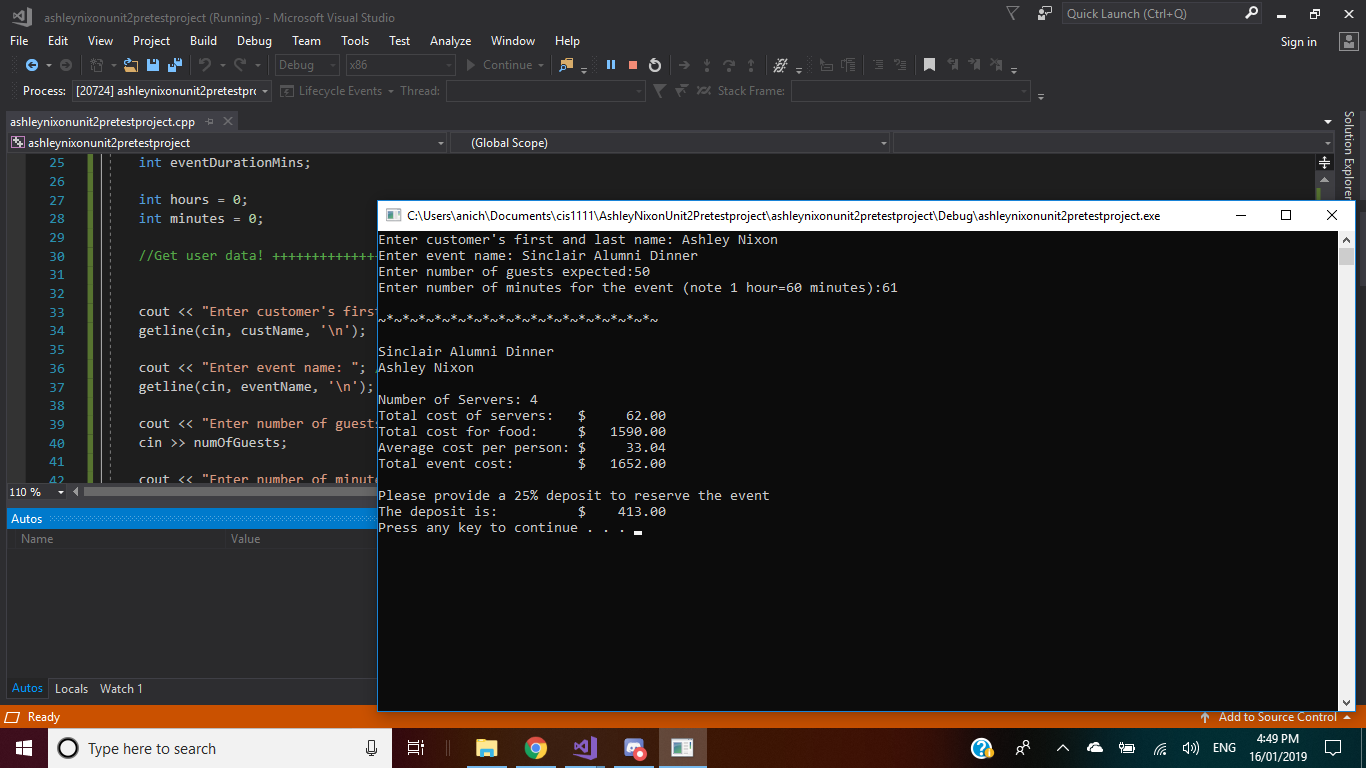 ashleynixonunit2pretestproject (Running) - Microsoft Visual Studio
Quick Launch (Ctrl+Q)
File Edit View Project Build Debug Team Tools Test Analyze Window Help
Sign in
Debug x86 Continue
Process: [20724] ashleynixonunit2pretestpro Lifecycle Events Thread: Stack Frame:
ashleynixonunit2pretestproject.cpp
ashleynixonunit2pretestproject (Global Scope)
Solution Explorer
25 int eventDurationMins;
26
27 int hours = 0;
28 int minutes = 0;
29
30 //Get user data! ++++++++++++++
31
32
33 cout << "Enter customer's first
34 getline(cin, custName, '\n');
35
36 cout << "Enter event name: "; /
37 getline(cin, eventName, '\n');
38
39 cout << "Enter number of guests
40 cin >> numOfGuests;
41
42 cout << "Enter number of minute
110 %
Autos
Name Value
Autos Locals Watch 1
Ready
Add to Source Control
C:\Users\anich\Documents\cis1111\AshleyNixonUnit2Pretestproject\ashleynixonunit2pretestproject\Debug\ashleynixonunit2pretestproject.exe
Enter customer's first and last name: Ashley Nixon
Enter event name: Sinclair Alumni Dinner
Enter number of guests expected:50
Enter number of minutes for the event (note 1 hour=60 minutes):61
~*~*~*~*~*~*~*~*~*~*~*~*~*~*~*~*~*~
Sinclair Alumni Dinner
Ashley Nixon
Number of Servers: 4
Total cost of servers: $ 62.00
Total cost for food: $ 1590.00
Average cost per person: $ 33.04
Total event cost: $ 1652.00
Please provide a 25% deposit to reserve the event
The deposit is: $ 413.00
Press any key to continue . . .
Type here to search
ENG
4:49 PM
16/01/2019